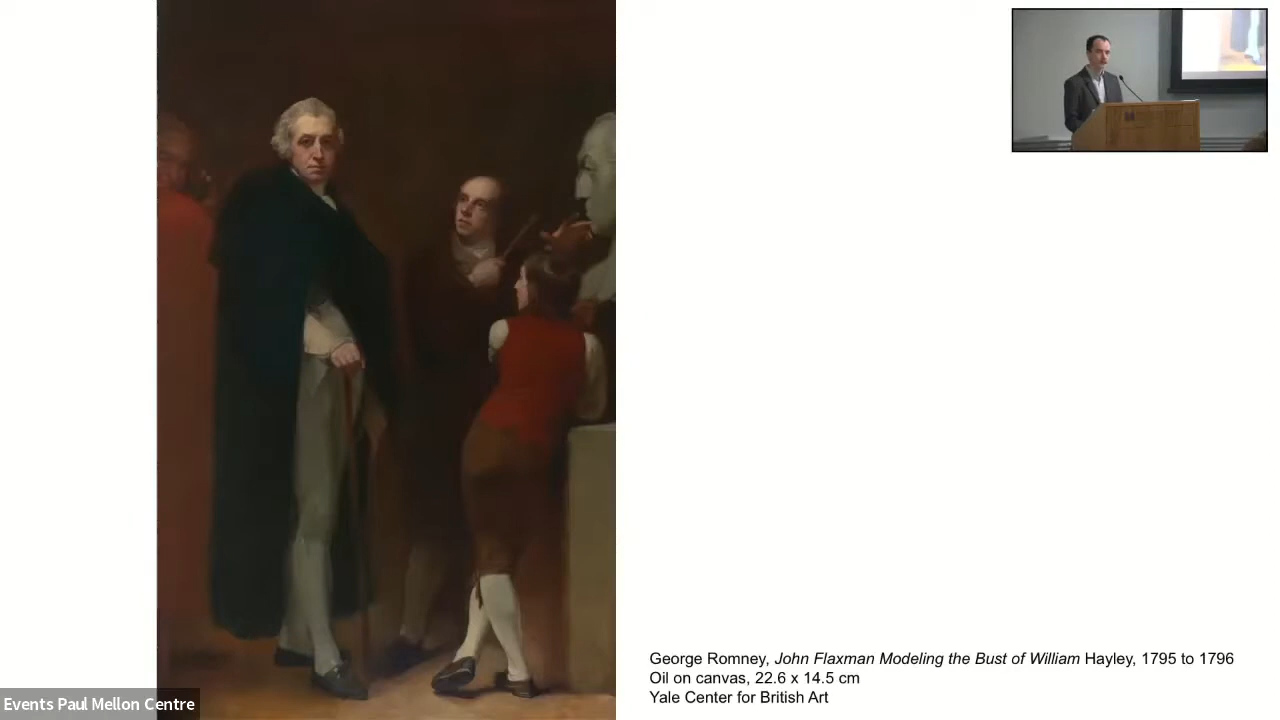 George Romney, John Flaxman Modeling the Bust of William Hayley, 1795 to 1796
Oil on canvas, 22.6 x 14.5 cm
Yale Center for British Art
Events Paul Mellon Centre